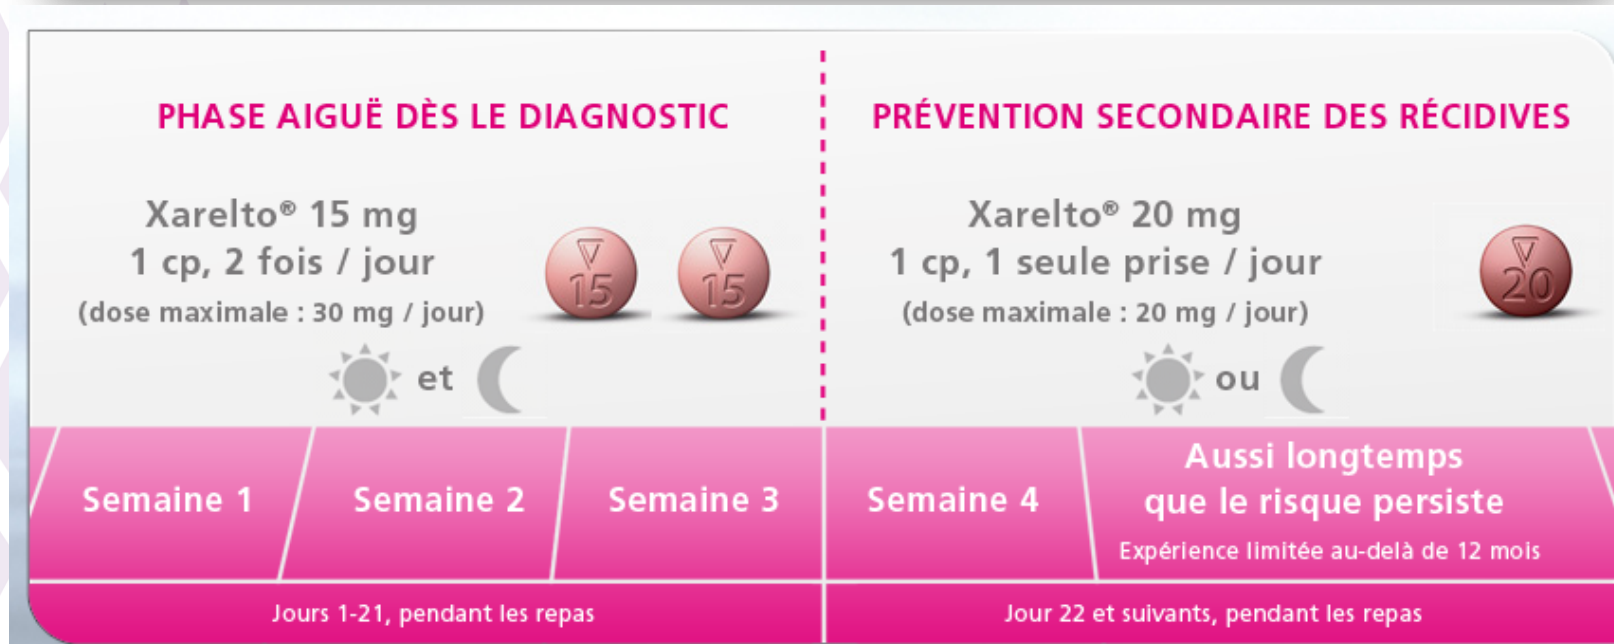 PHASE AIGUË DÈS LE DIAGNOSTIC
Xarelto® 15 mg
1 cp, 2 fois / jour
(dose maximale : 30 mg / jour)
15
15
et
PRÉVENTION SECONDAIRE DES RÉCIDIVES
Xarelto® 20 mg
1 cp, 1 seule prise / jour
(dose maximale : 20 mg / jour)
20
ou
Semaine 1
Semaine 2
Semaine 3
Semaine 4
Aussi longtemps
que le risque persiste
Expérience limitée au-delà de 12 mois
Jours 1-21, pendant les repas
Jour 22 et suivants, pendant les repas